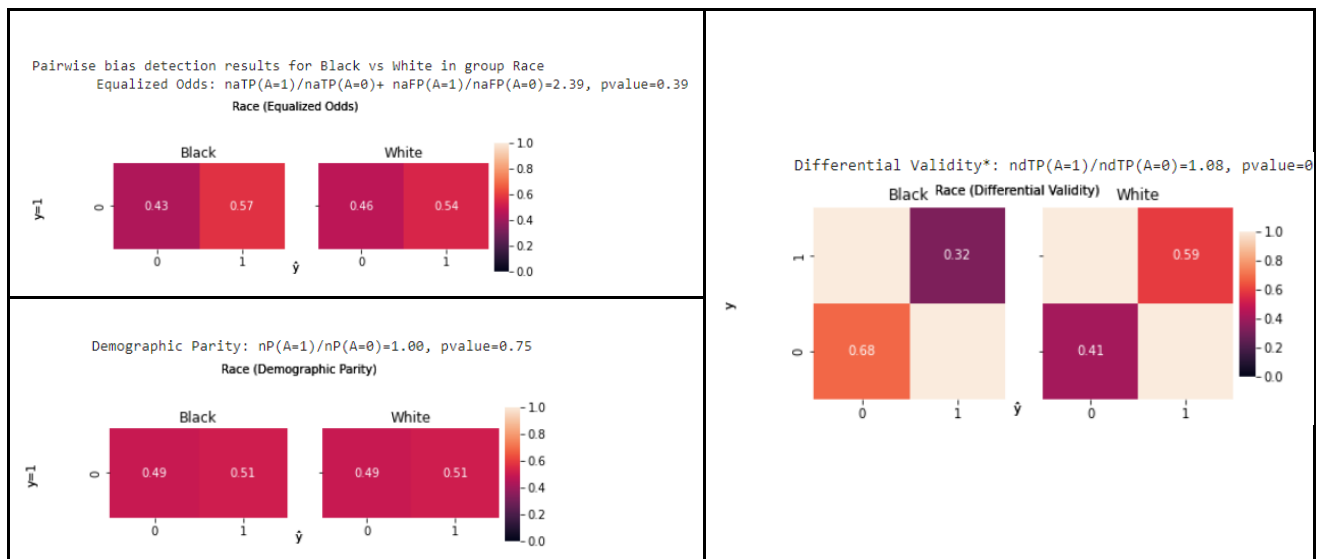 Pairwise bias detection results for Black vs White in group Race
Equalized Odds: naTP(A=1)/naTP(A=0)+ naFP(A=1)/naFP(A=0)=2.39, pvalue=0.39
Race (Equalized Odds)
Black White
y=1
0
0.43 0.57 0.46 0.54
0 1 0 1
ŷ
1.0
0.8
0.6
0.4
0.2
0.0
Demographic Parity: nP(A=1)/nP(A=0)=1.00, pvalue=0.75
Race (Demographic Parity)
Black White
y=1
0
0.49 0.51 0.49 0.51
0 1 0 1
ŷ
1.0
0.8
0.6
0.4
0.2
0.0
Differential Validity*: ndTP(A=1)/ndTP(A=0)=1.08, pvalue=0
Race (Differential Validity)
Black White
y
1
0.32 0.59
0
0.68 0.41
0 1 0 1
ŷ
1.0
0.8
0.6
0.4
0.2
0.0